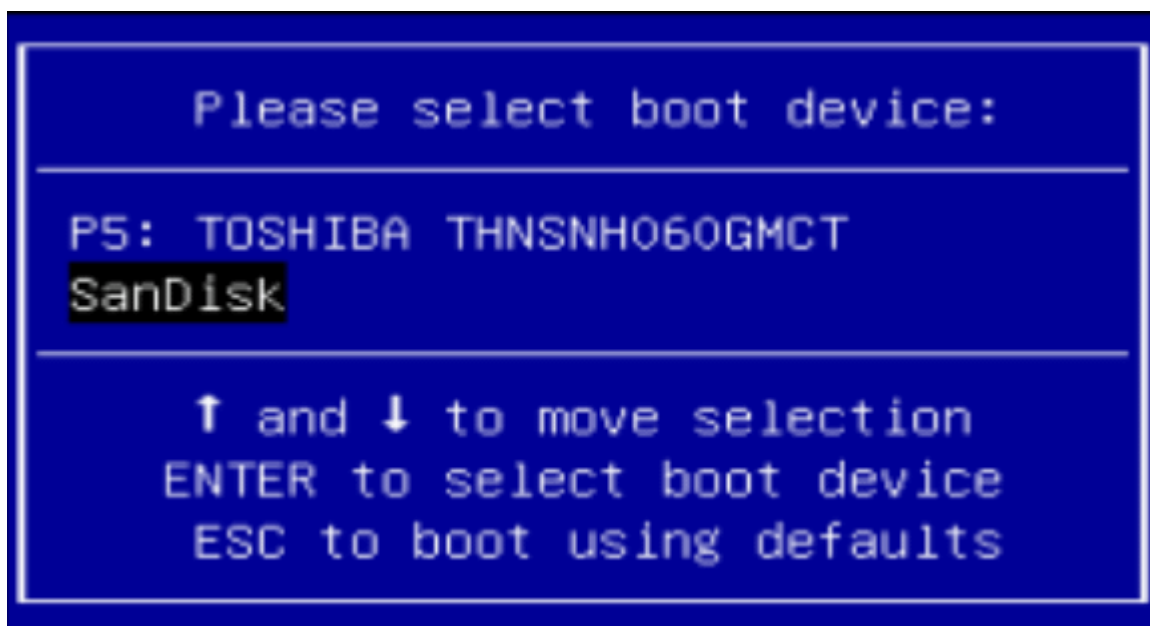 Please select boot device:
P5: TOSHIBA THNSNH060GMCT
SanDisk
↑ and ↓ to move selection
ENTER to select boot device
ESC to boot using defaults